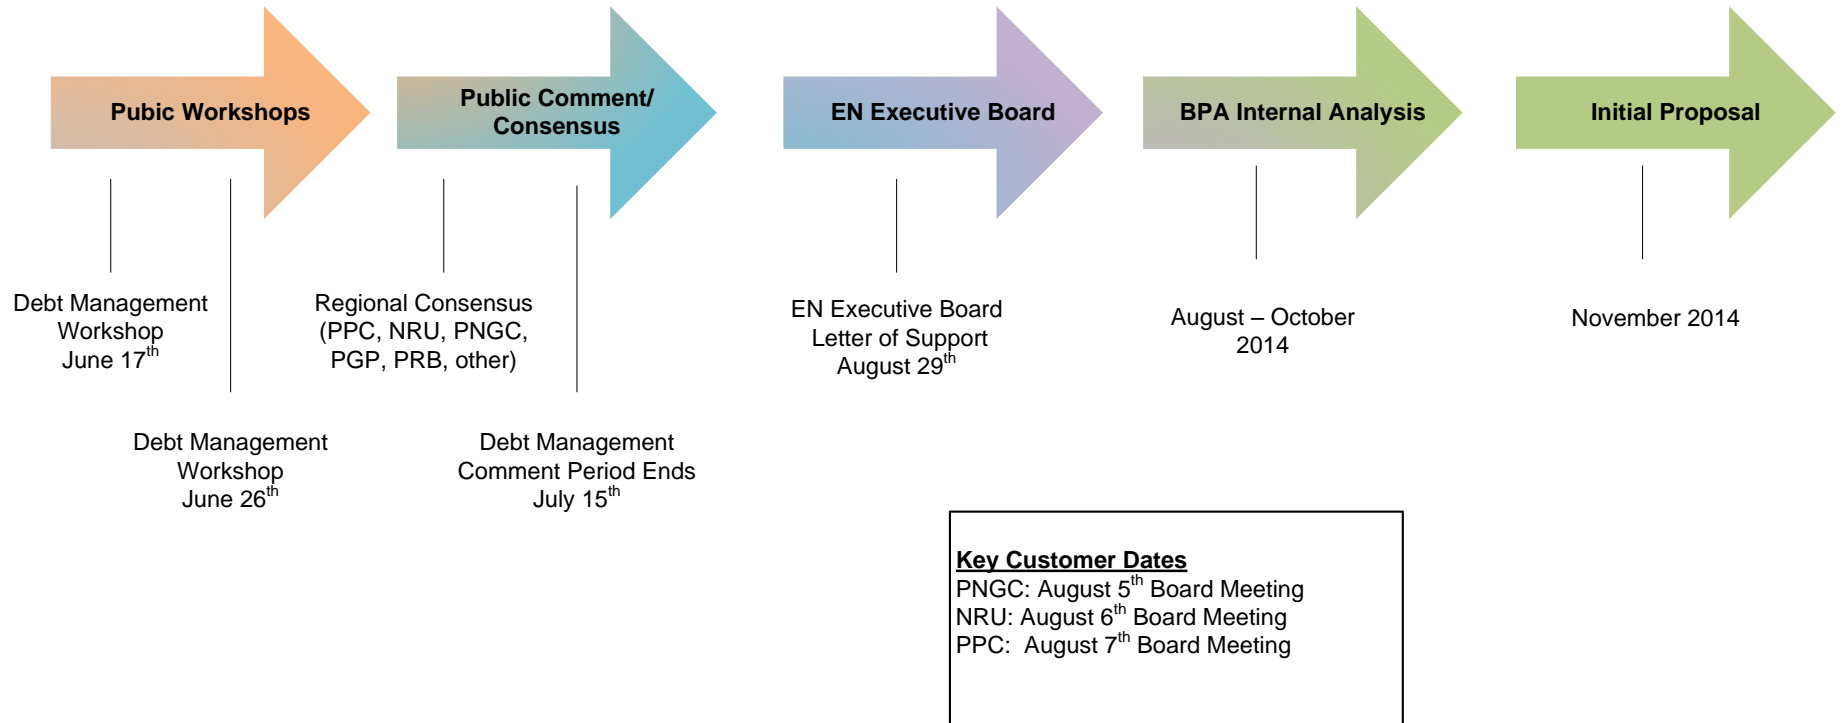 Pubic Workshops
Public Comment/
Consensus
EN Executive Board
BPA Internal Analysis
Initial Proposal
Debt Management
Workshop
June 17th
Debt Management
Workshop
June 26th
Regional Consensus
(PPC, NRU, PNGC,
PGP, PRB, other)
Debt Management
Comment Period Ends
July 15th
EN Executive Board
Letter of Support
August 29th
August – October
2014
November 2014
Key Customer Dates
PNGC: August 5th Board Meeting
NRU: August 6th Board Meeting
PPC:  August 7th Board Meeting